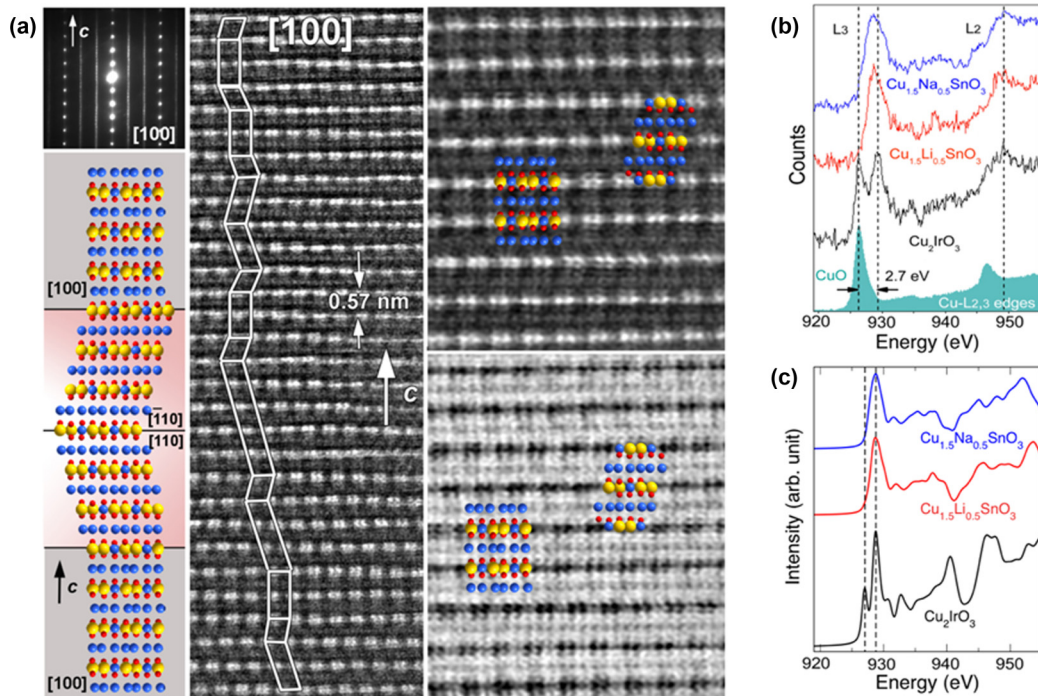 (a)
c
[100]
[100]
[1̄10]
[110]
c
[100]
[100]
0.57 nm
c
(b)
L3
L2
Cu1.5Na0.5SnO3
Cu1.5Li0.5SnO3
Cu2IrO3
CuO
2.7 eV
Cu-L2,3 edges
Counts
920 930 940 950
Energy (eV)
(c)
Cu1.5Na0.5SnO3
Cu1.5Li0.5SnO3
Cu2IrO3
Intensity (arb. unit)
920 930 940 950
Energy (eV)